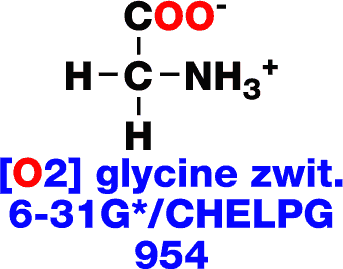 COO⁻
H–C–NH₃⁺
H
[O2] glycine zwit.
6-31G*/CHELPG
954